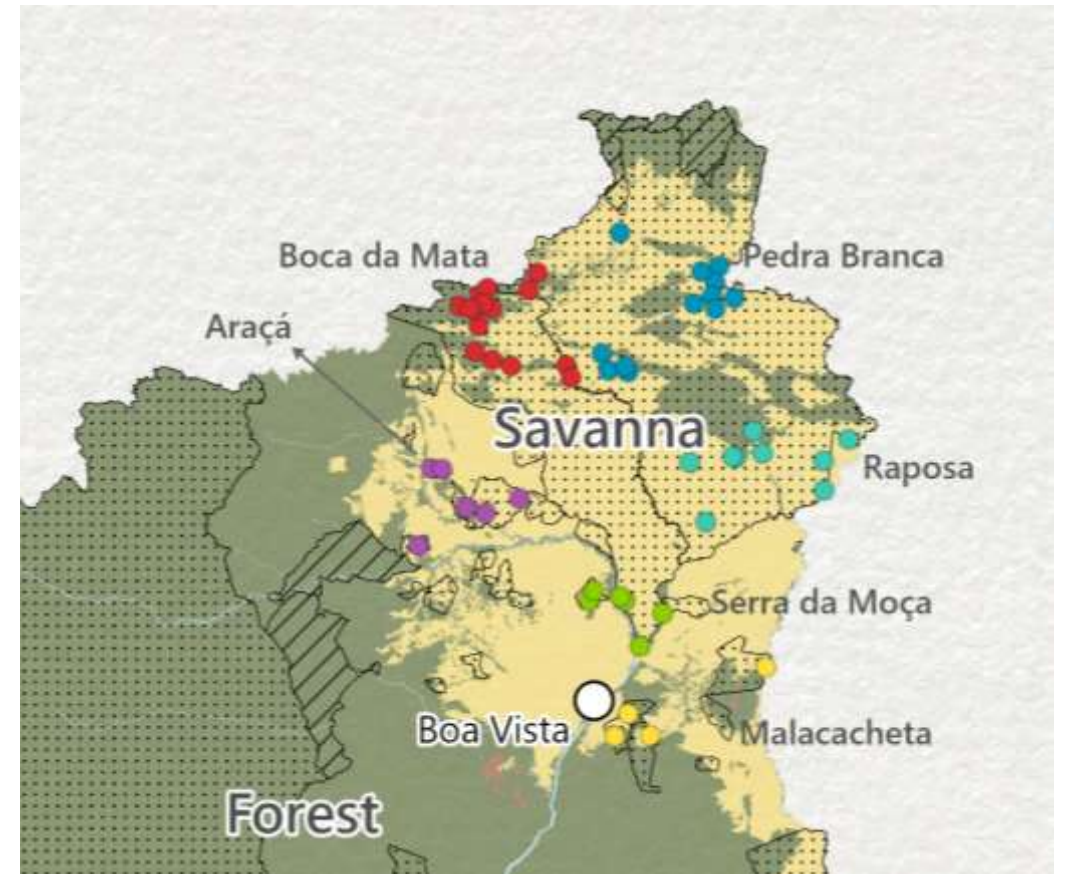 Boca da Mata
Pedra Branca
Araçá
Savanna
Raposa
Serra da Moça
Boa Vista
Malacacheta
Forest